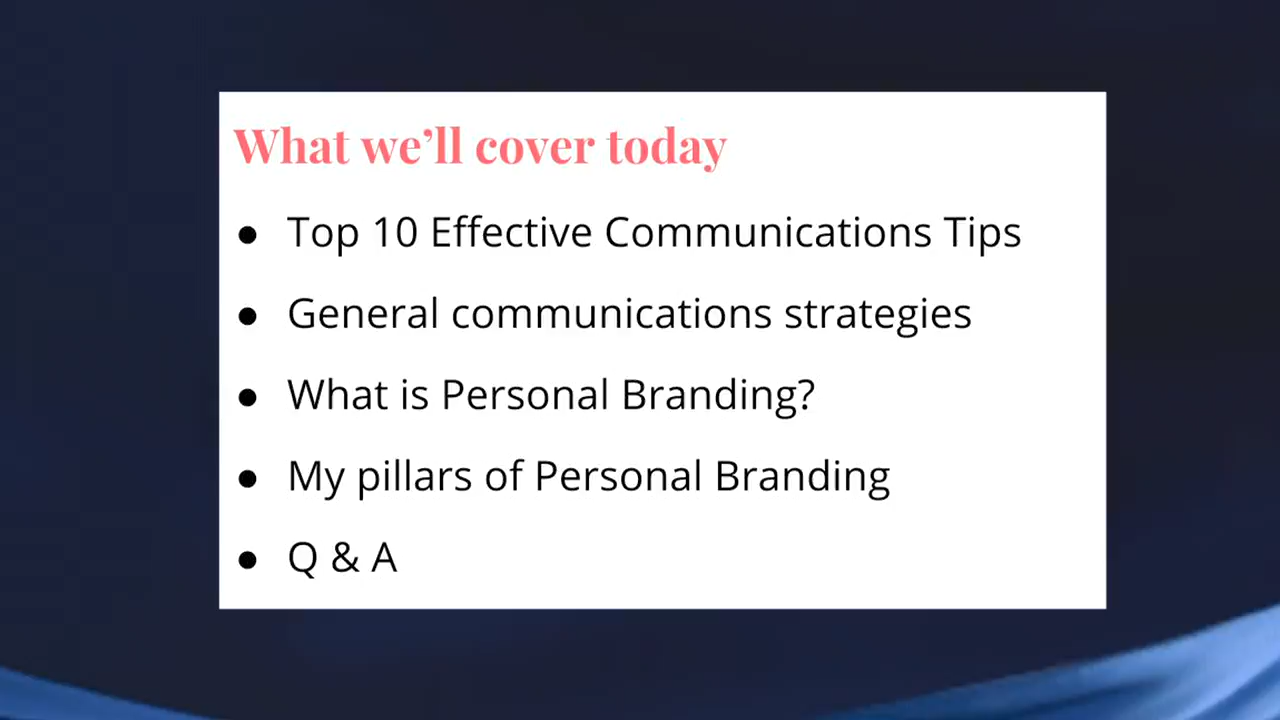 What we’ll cover today
● Top 10 Effective Communications Tips
● General communications strategies
● What is Personal Branding?
● My pillars of Personal Branding
● Q & A